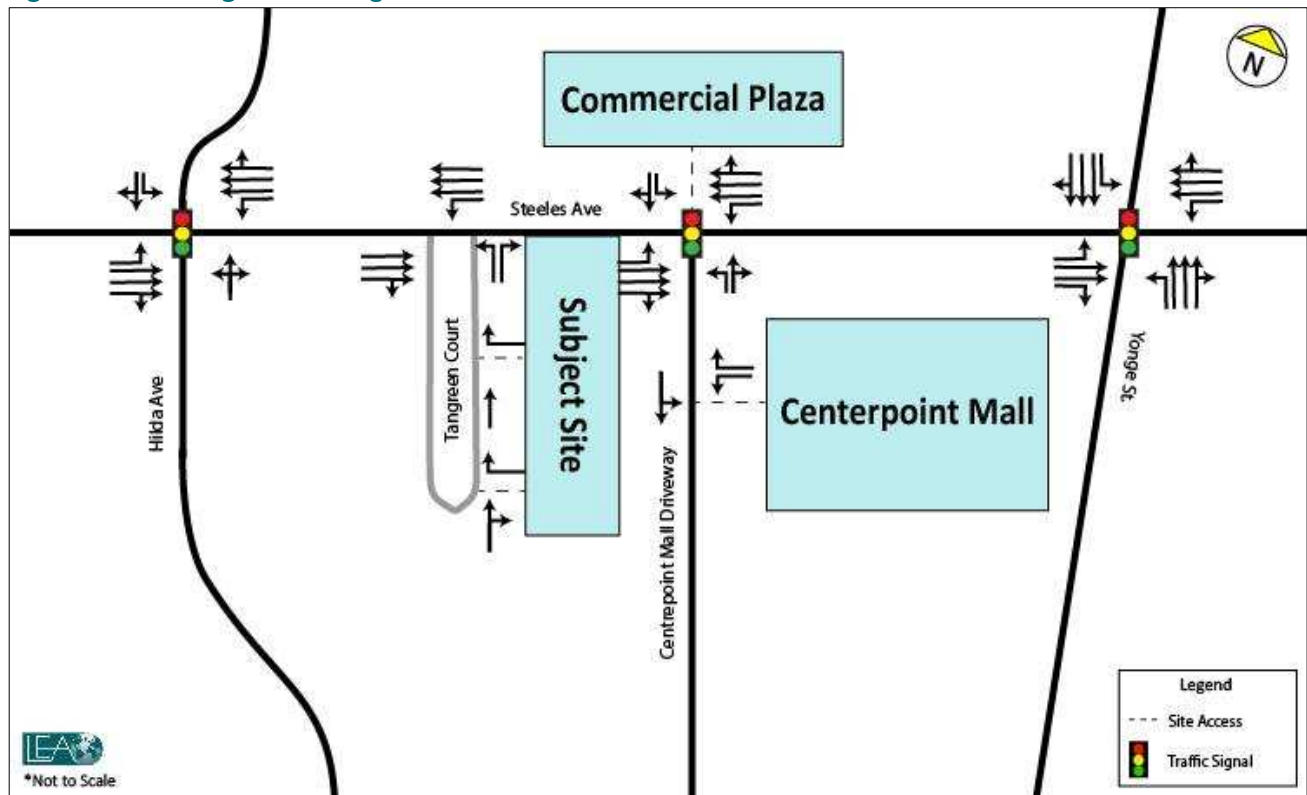 Commercial Plaza
N
Steeles Ave
Hilda Ave
Tangreen Court
Subject Site
Centrepoint Mall Driveway
Centerpoint Mall
Yonge St
Legend
Site Access
Traffic Signal
LEA
*Not to Scale